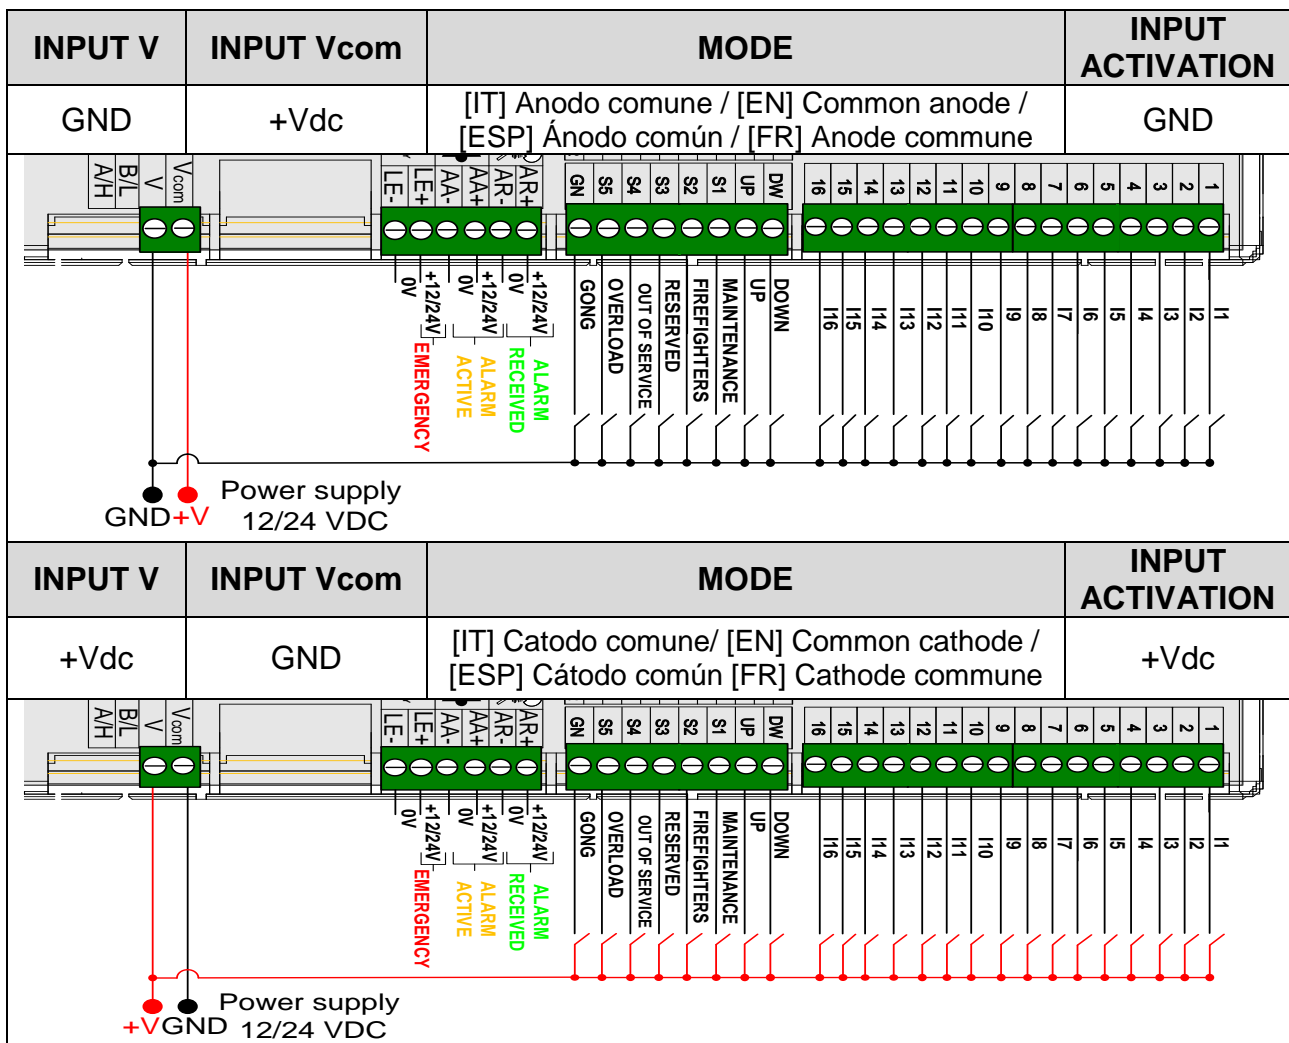 INPUT V
INPUT Vcom
MODE
INPUT
ACTIVATION
GND
+Vdc
[IT] Anodo comune / [EN] Common anode /
[ESP] Ánodo común / [FR] Anode commune
GND
A/H
B/L
V
Vcom
LE-
LE+
AA-
AA+
AR-
AR+
GN
S5
S4
S3
S2
S1
UP
DW
16
15
14
13
12
11
10
9
8
7
6
5
4
3
2
1
0V
+12/24V
0V
+12/24V
0V
+12/24V
EMERGENCY
ALARM
ACTIVE
ALARM
RECEIVED
GONG
OVERLOAD
OUT OF SERVICE
RESERVED
FIREFIGHTERS
MAINTENANCE
UP
DOWN
I16
I15
I14
I13
I12
I11
I10
I9
I8
I7
I6
I5
I4
I3
I2
I1
GND
+V
Power supply
12/24 VDC
INPUT V
INPUT Vcom
MODE
INPUT
ACTIVATION
+Vdc
GND
[IT] Catodo comune/ [EN] Common cathode /
[ESP] Cátodo común [FR] Cathode commune
+Vdc
A/H
B/L
V
Vcom
LE-
LE+
AA-
AA+
AR-
AR+
GN
S5
S4
S3
S2
S1
UP
DW
16
15
14
13
12
11
10
9
8
7
6
5
4
3
2
1
0V
+12/24V
0V
+12/24V
0V
+12/24V
EMERGENCY
ALARM
ACTIVE
ALARM
RECEIVED
GONG
OVERLOAD
OUT OF SERVICE
RESERVED
FIREFIGHTERS
MAINTENANCE
UP
DOWN
I16
I15
I14
I13
I12
I11
I10
I9
I8
I7
I6
I5
I4
I3
I2
I1
+V
GND
Power supply
12/24 VDC